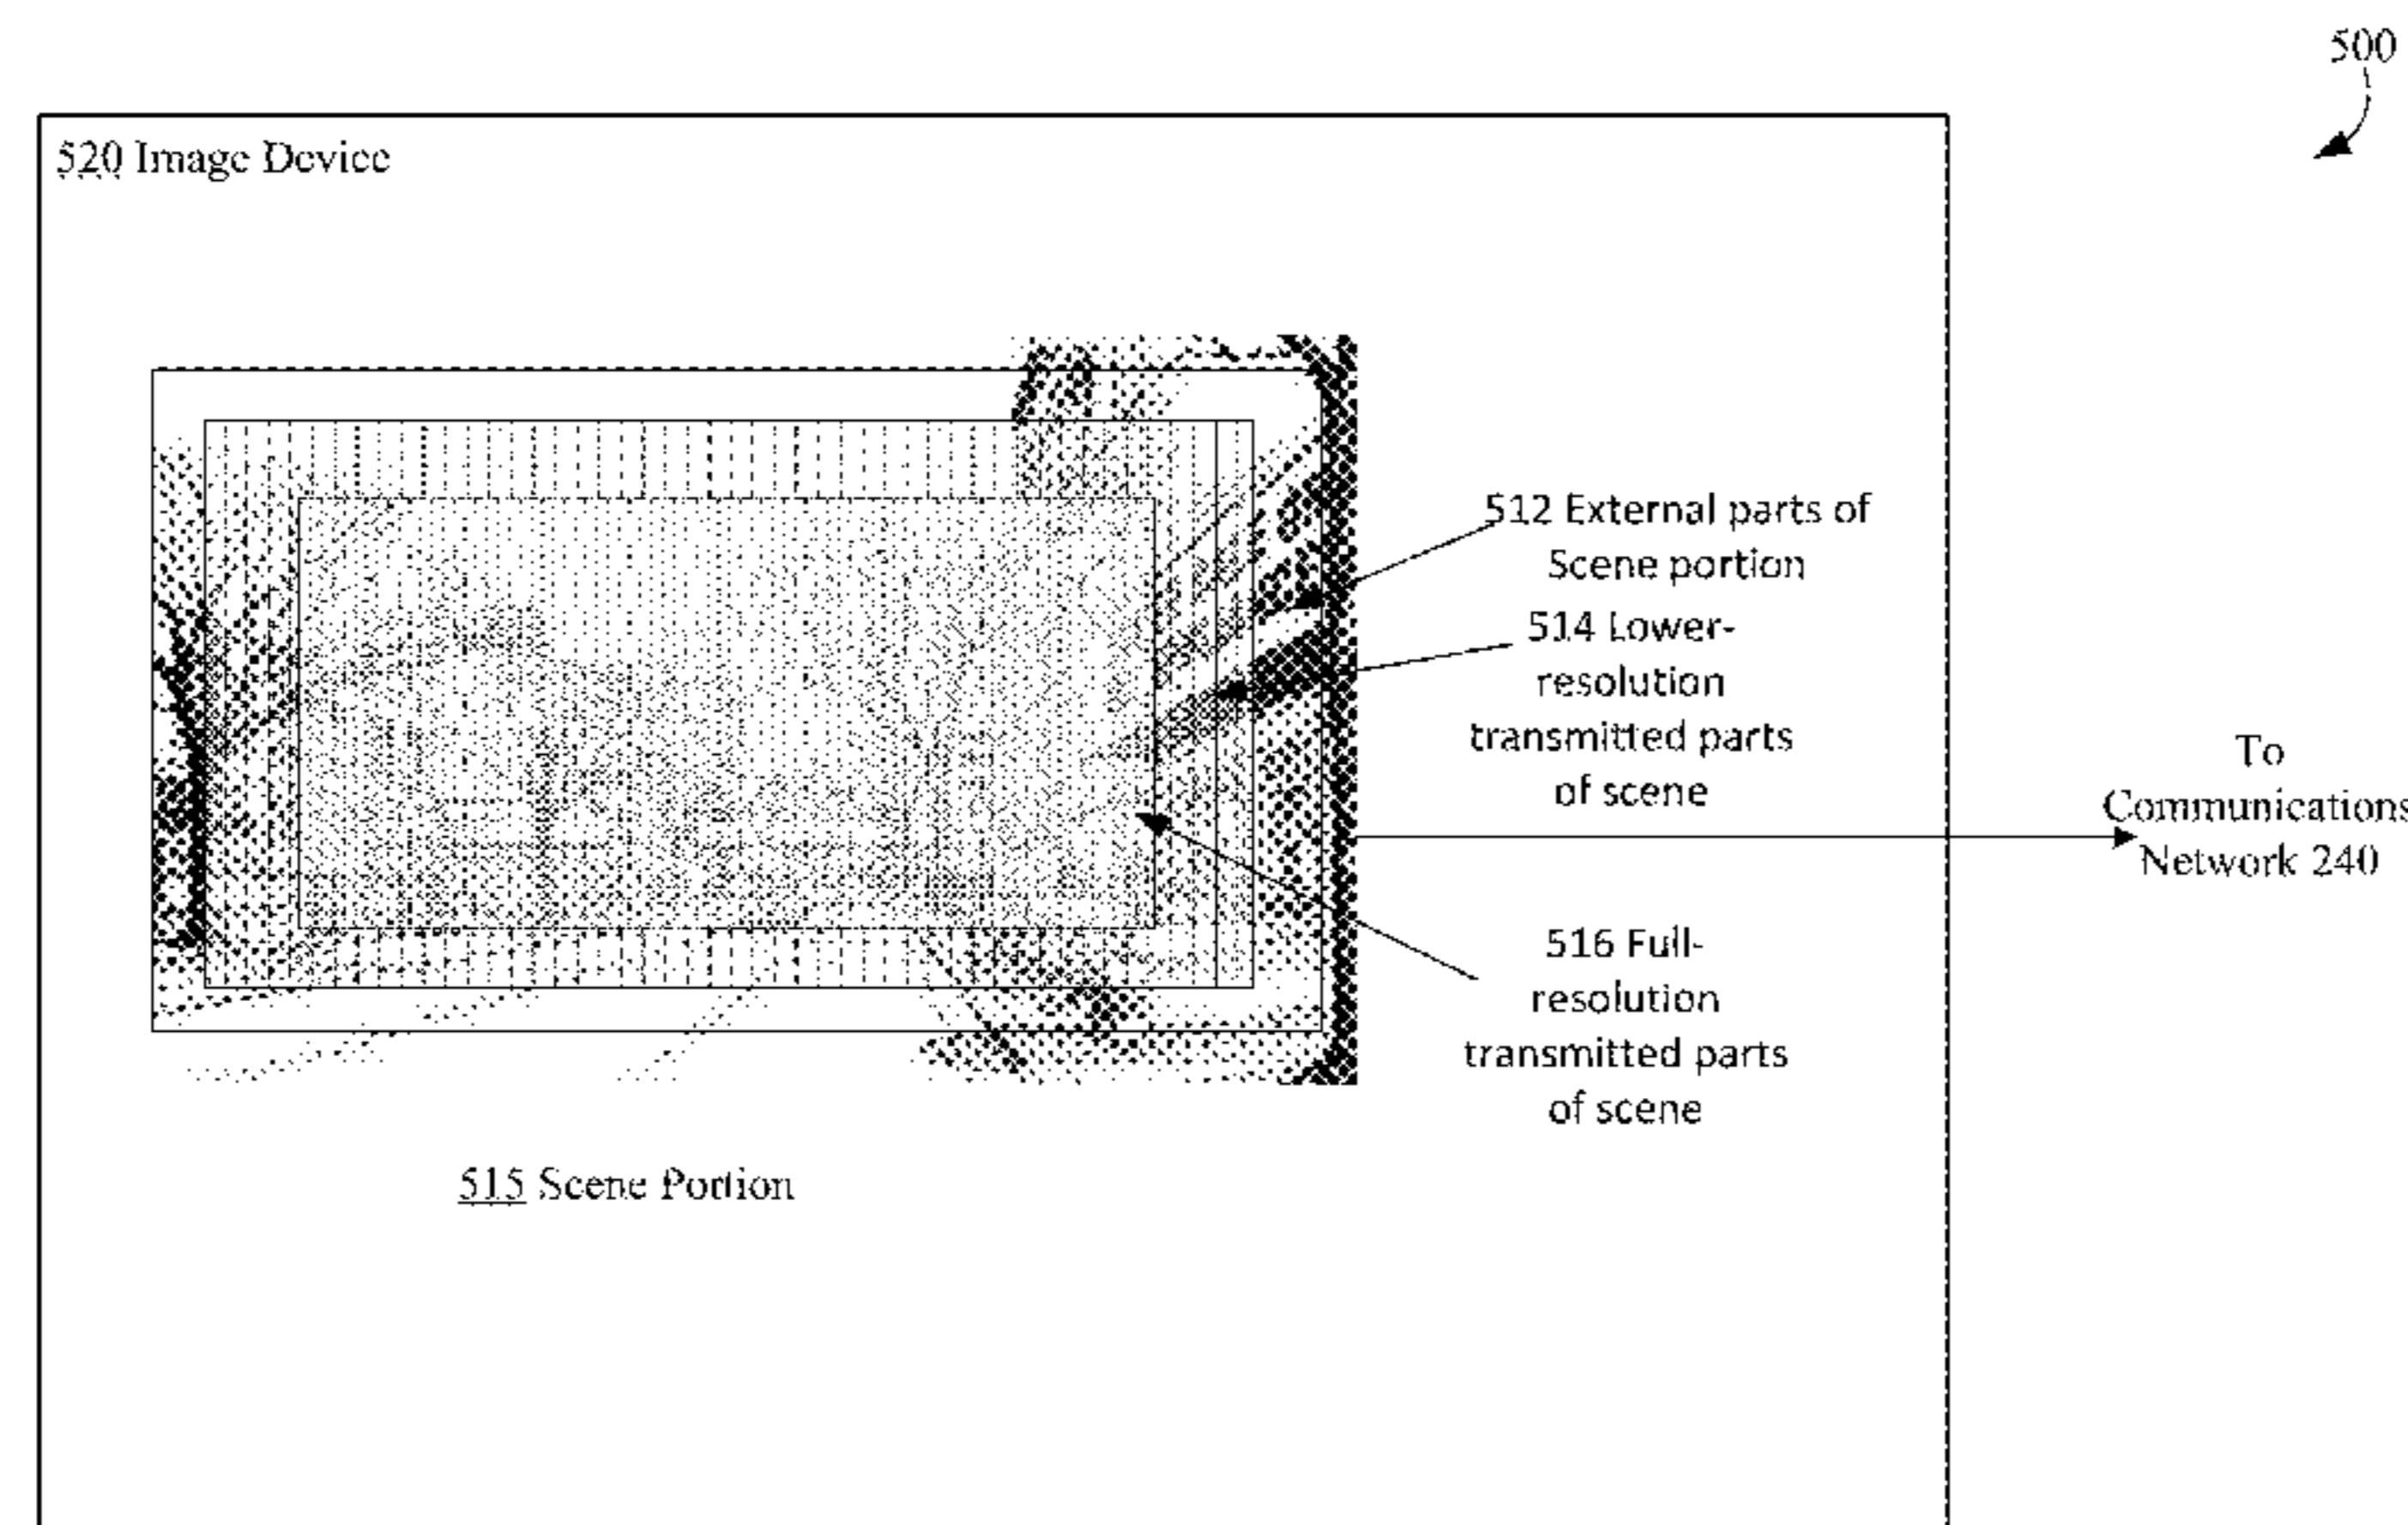 500
520 Image Device
512 External parts of
Scene portion
514 Lower-
resolution
transmitted parts
of scene
To
Communications
Network 240
516 Full-
resolution
transmitted parts
of scene
515 Scene Portion